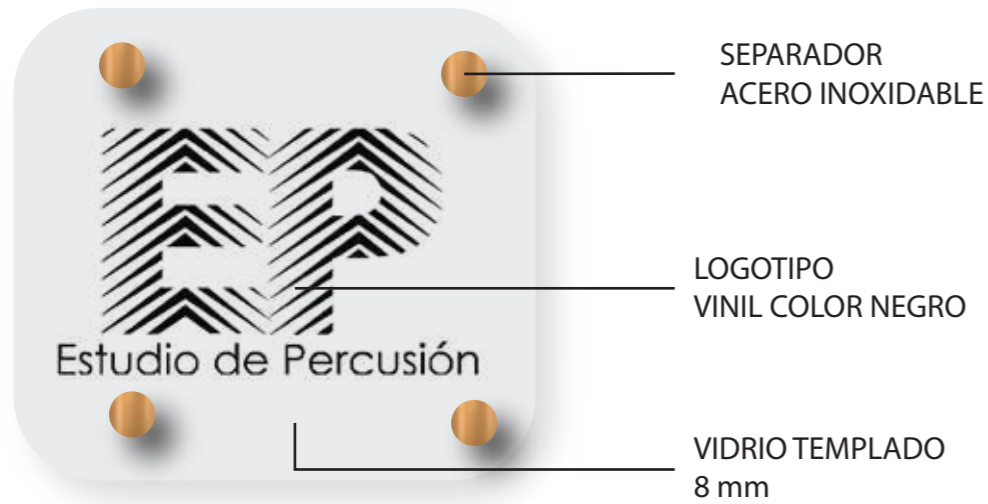 SEPARADOR
ACERO INOXIDABLE
EP
LOGOTIPO
VINIL COLOR NEGRO
Estudio de Percusión
VIDRIO TEMPLADO
8 mm